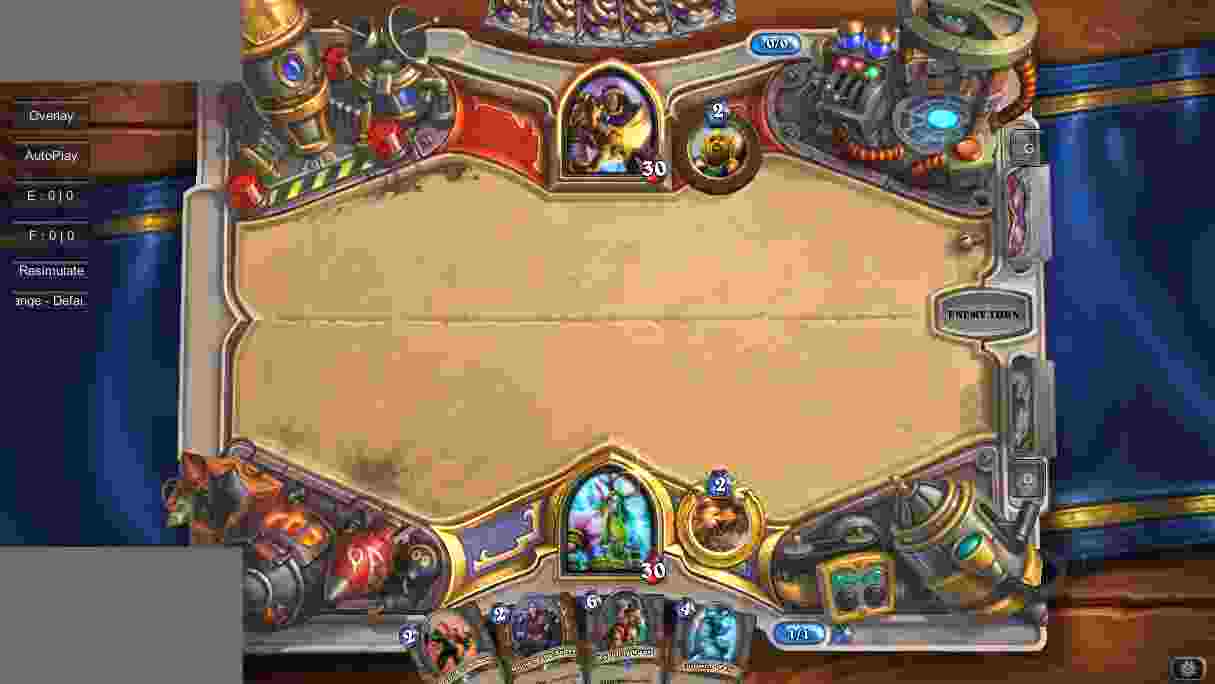 0/0
2
30
Overlay
AutoPlay
E : 0 | 0
F : 0 | 0
Resimulate
ange - Defai
G
ENEMY TURN
2
30
1/1
2
2
6
4